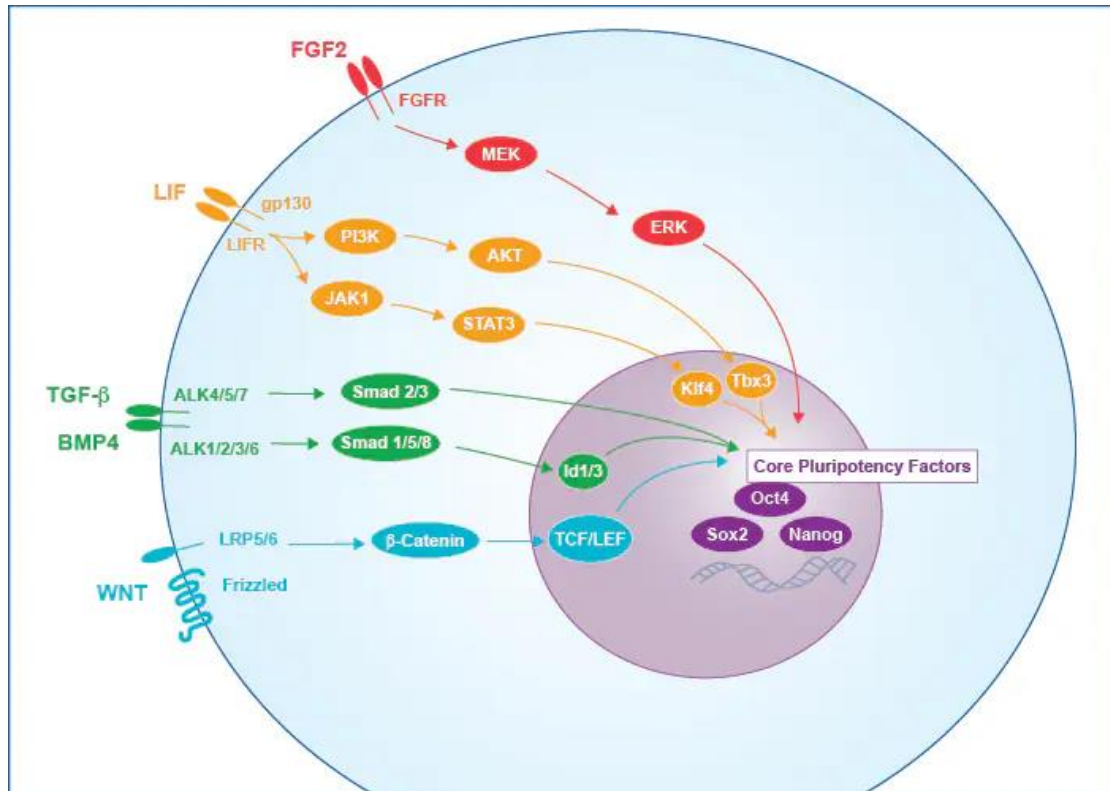 FGF2
FGFR
MEK
LIF
gp130
ERK
LIFR
PI3K
AKT
JAK1
STAT3
Klf4
Tbx3
TGF-β
ALK4/5/7
Smad 2/3
BMP4
ALK1/2/3/6
Smad 1/5/8
Id1/3
Core Pluripotency Factors
Oct4
Sox2
Nanog
LRP5/6
β-Catenin
TCF/LEF
WNT
Frizzled